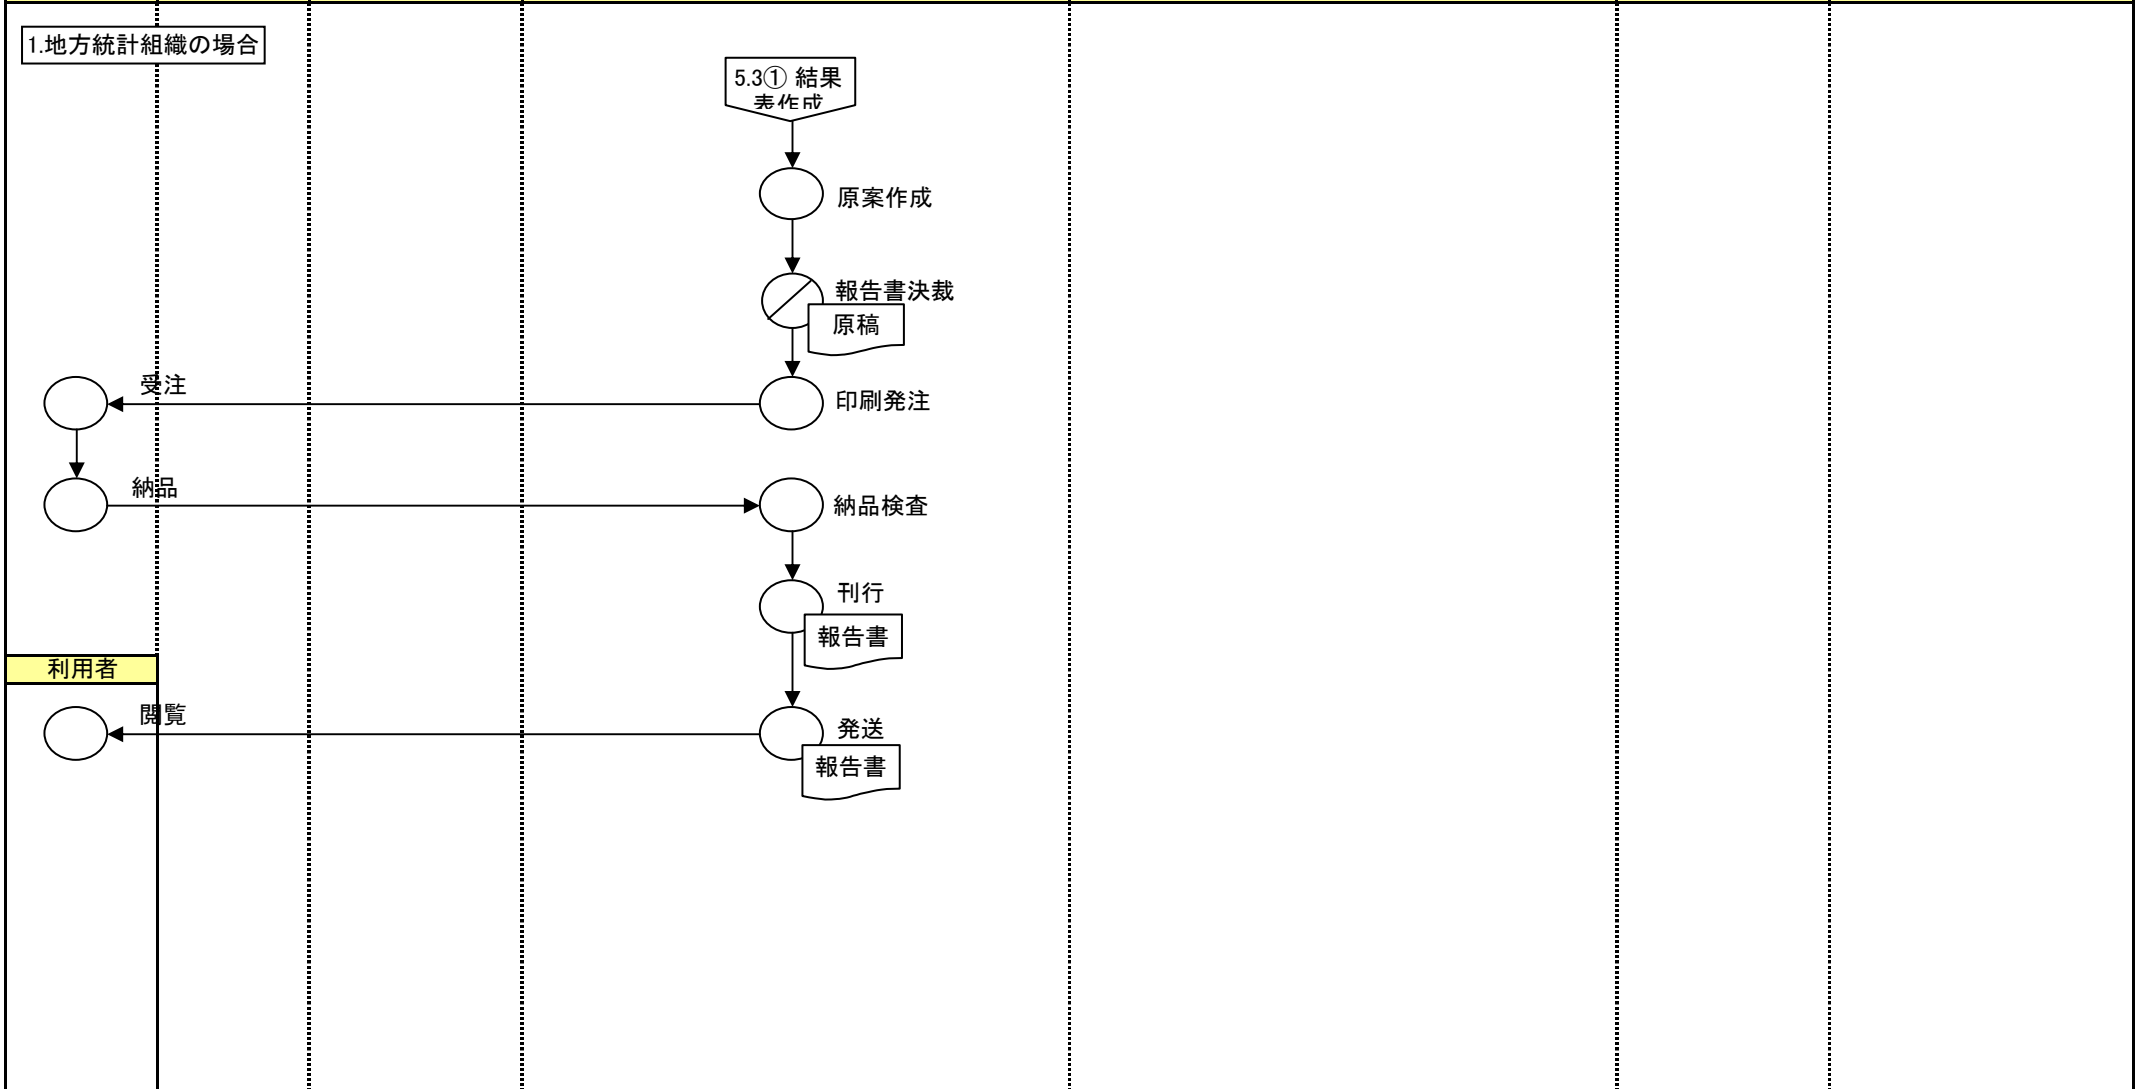 1.地方統計組織の場合
5.3① 結果
表作成
原案作成
報告書決裁
原稿
受注
印刷発注
納品
納品検査
刊行
報告書
利用者
閲覧
発送
報告書